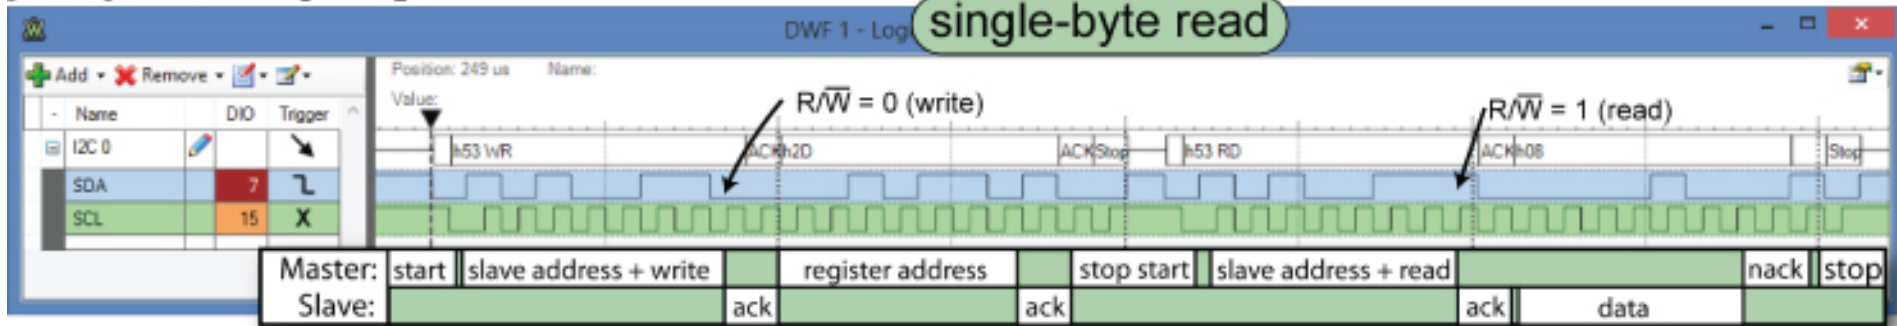 single-byte read
DWF 1 - Log
Add Remove
Position: 249 us Name:
Value:
- Name DIO Trigger
R/W̅ = 0 (write)
R/W̅ = 1 (read)
I2C 0
h53 WR ACK h2D ACK Stop h53 RD ACK h08 Stop
SDA 7
SCL 15 X
Master: start slave address + write register address stop start slave address + read nack stop
Slave: ack ack ack data